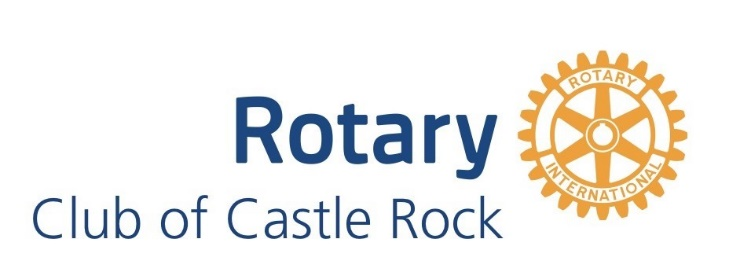 Rotary
Club of Castle Rock
ROTARY
INTERNATIONAL